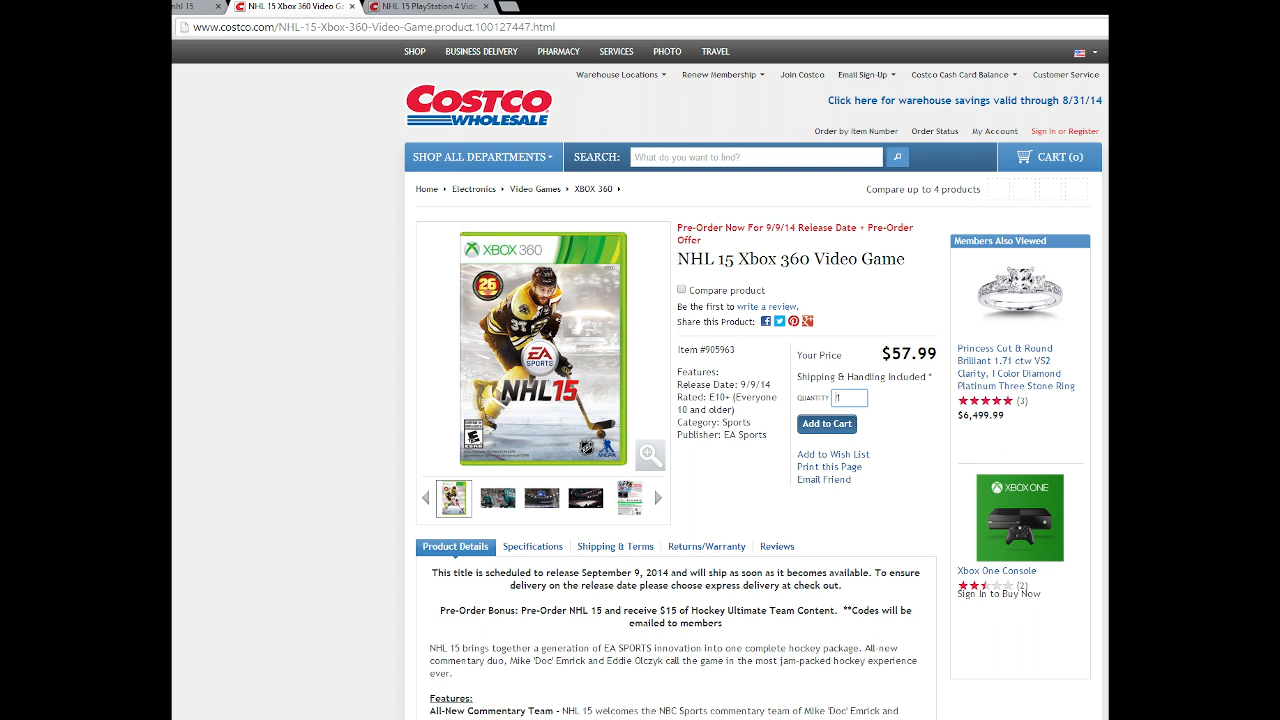 nhl 15
NHL 15 Xbox 360 Video Ga
NHL 15 PlayStation 4 Vide
www.costco.com/NHL-15-Xbox-360-Video-Game.product.100127447.html
SHOP BUSINESS DELIVERY PHARMACY SERVICES PHOTO TRAVEL
Warehouse Locations Renew Membership Join Costco Email Sign-Up Costco Cash Card Balance Customer Service
COSTCO
WHOLESALE
Click here for warehouse savings valid through 8/31/14
Order by Item Number Order Status My Account Sign In or Register
SHOP ALL DEPARTMENTS SEARCH: What do you want to find? CART (0)
Home Electronics Video Games XBOX 360
Compare up to 4 products
XBOX 360
26
37
EA
SPORTS
NHL15
E
NHL
NHLPA
Pre-Order Now For 9/9/14 Release Date + Pre-Order
Offer
NHL 15 Xbox 360 Video Game
Compare product
Be the first to write a review.
Share this Product:
Item #905963
Features:
Release Date: 9/9/14
Rated: E10+ (Everyone
10 and older)
Category: Sports
Publisher: EA Sports
Your Price $57.99
Shipping & Handling Included *
QUANTITY 1
Add to Cart
Add to Wish List
Print this Page
Email Friend
Members Also Viewed
Princess Cut & Round
Brilliant 1.71 ctw VS2
Clarity, I Color Diamond
Platinum Three Stone Ring
(3)
$6,499.99
XBOX ONE
Xbox One Console
(2)
Sign In to Buy Now
Product Details Specifications Shipping & Terms Returns/Warranty Reviews
This title is scheduled to release September 9, 2014 and will ship as soon as it becomes available. To ensure
delivery on the release date please choose express delivery at check out.
Pre-Order Bonus: Pre-Order NHL 15 and receive $15 of Hockey Ultimate Team Content. **Codes will be
emailed to members
NHL 15 brings together a generation of EA SPORTS innovation into one complete hockey package. All-new
commentary duo, Mike 'Doc' Emrick and Eddie Olczyk call the game in the most jam-packed hockey experience
ever.
Features:
All-New Commentary Team - NHL 15 welcomes the NBC Sports commentary team of Mike 'Doc' Emrick and